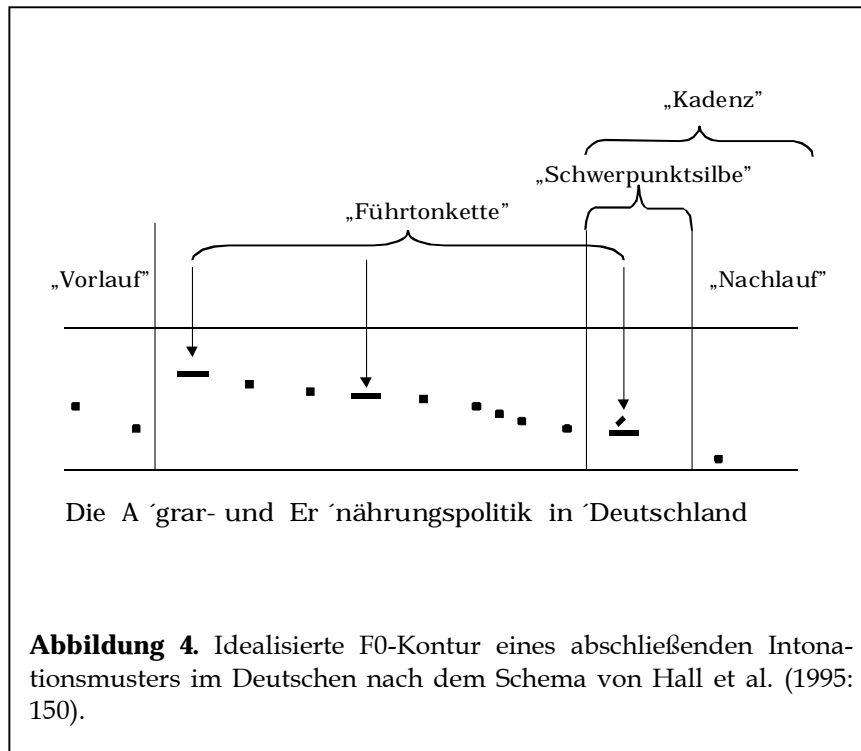 „Kadenz”
„Schwerpunktsilbe”
„Führtonkette”
„Vorlauf”
„Nachlauf”
Die A ´grar- und Er ´nährungspolitik in ´Deutschland
Abbildung 4. Idealisierte F0-Kontur eines abschließenden Intona-
tionsmusters im Deutschen nach dem Schema von Hall et al. (1995:
150).